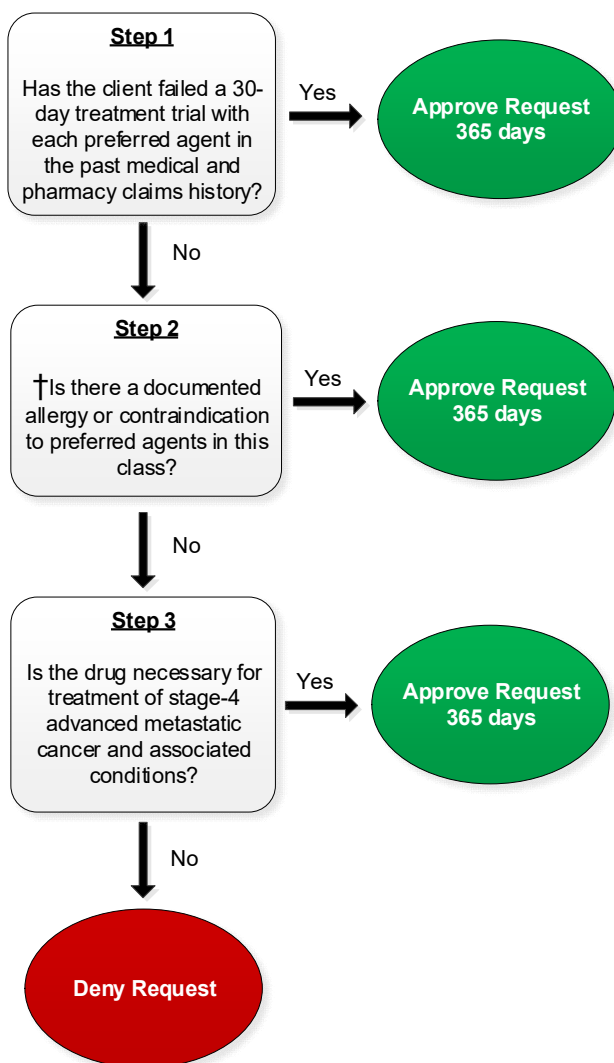 Step 1
Has the client failed a 30-
day treatment trial with
each preferred agent in
the past medical and
pharmacy claims history?
Yes
Approve Request
365 days
No
Step 2
†Is there a documented
allergy or contraindication
to preferred agents in this
class?
Yes
Approve Request
365 days
No
Step 3
Is the drug necessary for
treatment of stage-4
advanced metastatic
cancer and associated
conditions?
Yes
Approve Request
365 days
No
Deny Request